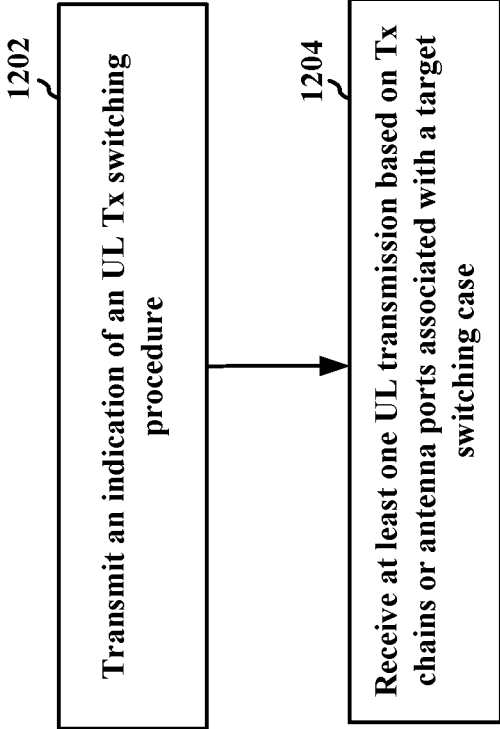 1202
Transmit an indication of an UL Tx switching
procedure
1204
Receive at least one UL transmission based on Tx
chains or antenna ports associated with a target
switching case